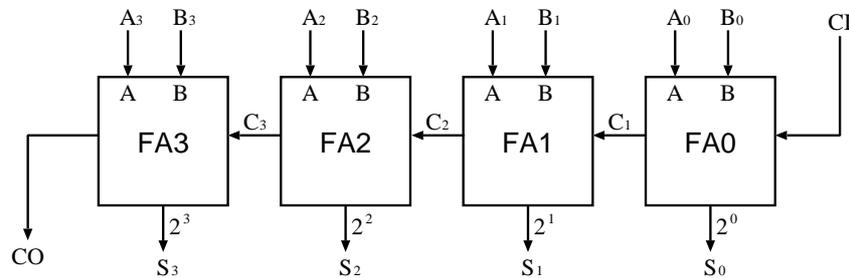 A3 B3 A2 B2 A1 B1 A0 B0 CI
A B A B A B A B
C3 C2 C1
FA3 FA2 FA1 FA0
2^3 2^2 2^1 2^0
CO S3 S2 S1 S0